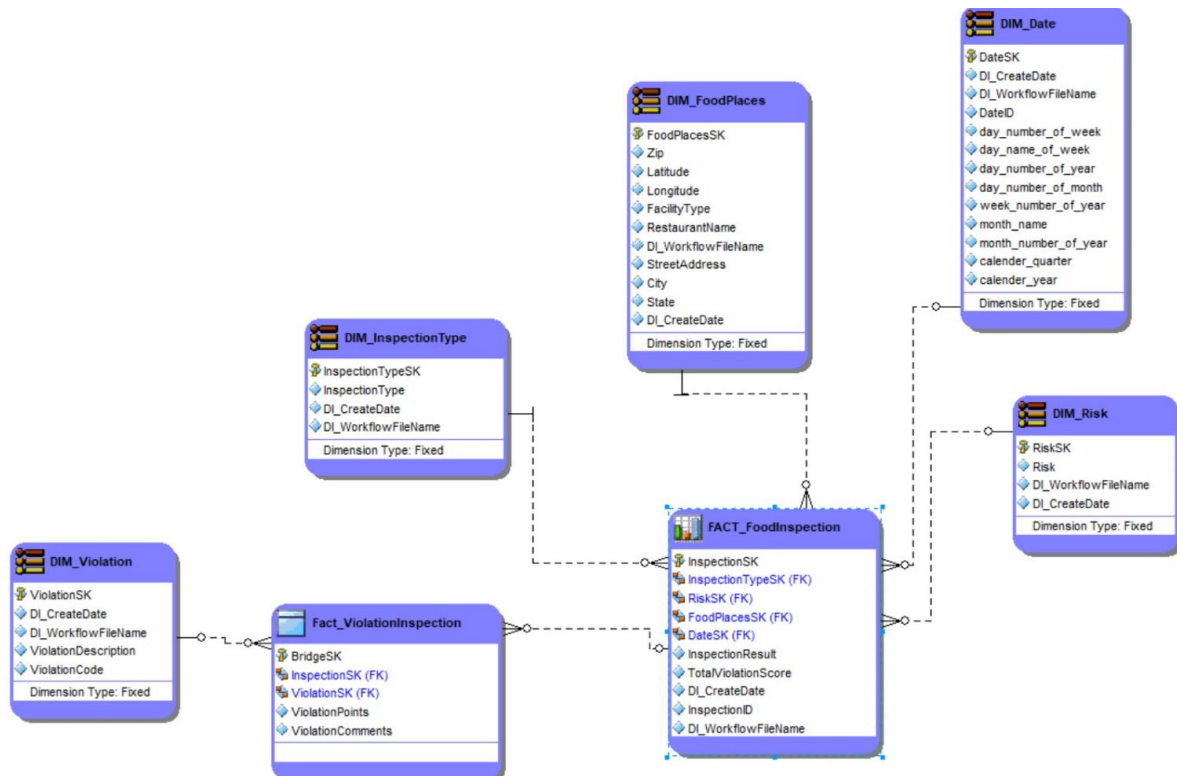 DIM_Date
DateSK
DI_CreateDate
DI_WorkflowFileName
DateID
day_number_of_week
day_name_of_week
day_number_of_year
day_number_of_month
week_number_of_year
month_name
month_number_of_year
calender_quarter
calender_year
Dimension Type: Fixed
DIM_FoodPlaces
FoodPlacesSK
Zip
Latitude
Longitude
FacilityType
RestaurantName
DI_WorkflowFileName
StreetAddress
City
State
DI_CreateDate
Dimension Type: Fixed
DIM_InspectionType
InspectionTypeSK
InspectionType
DI_CreateDate
DI_WorkflowFileName
Dimension Type: Fixed
DIM_Risk
RiskSK
Risk
DI_WorkflowFileName
DI_CreateDate
Dimension Type: Fixed
FACT_FoodInspection
InspectionSK
InspectionTypeSK (FK)
RiskSK (FK)
FoodPlacesSK (FK)
DateSK (FK)
InspectionResult
TotalViolationScore
DI_CreateDate
InspectionID
DI_WorkflowFileName
DIM_Violation
ViolationSK
DI_CreateDate
DI_WorkflowFileName
ViolationDescription
ViolationCode
Dimension Type: Fixed
Fact_ViolationInspection
BridgeSK
InspectionSK (FK)
ViolationSK (FK)
ViolationPoints
ViolationComments